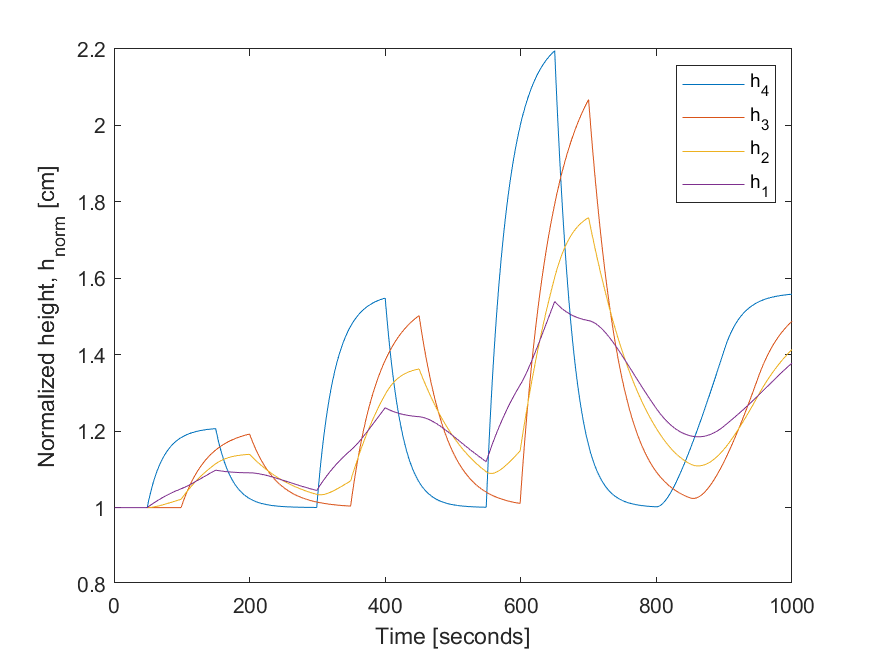 2.2
2
1.8
1.6
1.4
1.2
1
0.8
0
200
400
600
800
1000
Time [seconds]
Normalized height, h_norm [cm]
h_4
h_3
h_2
h_1